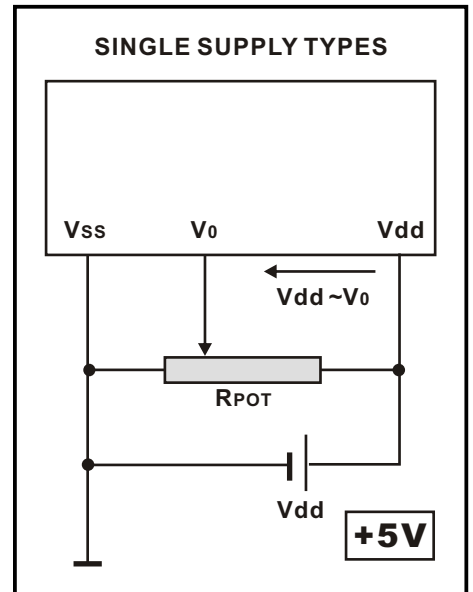 SINGLE SUPPLY TYPES
Vss V0 Vdd
Vdd ~V0
RPOT
Vdd
+5V